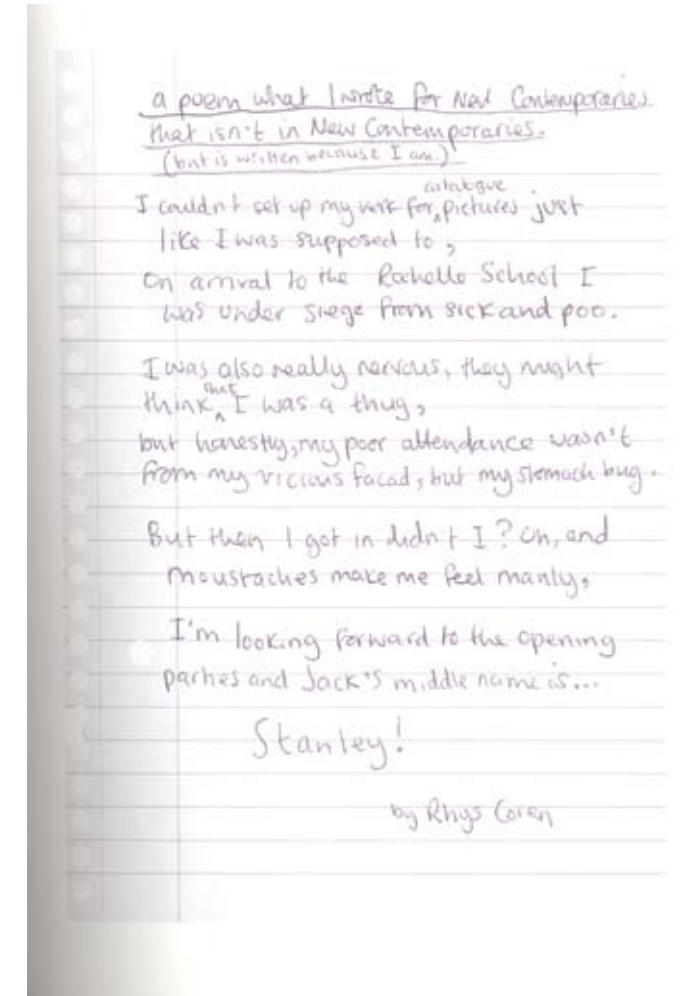 a poem what I wrote for New Contemporaries
that isn't in New Contemporaries.
(but is written because I am)
I couldn't set up my work for catalogue pictures just
like I was supposed to,
On arrival to the Rochelle School I
was under siege from sick and poo.
I was also really nervous, they might
think that I was a thug,
but honestly, my poor attendance wasn't
from my vicious facad, but my stomach bug.
But then I got in didn't I? Oh, and
moustaches make me feel manly,
I'm looking forward to the opening
parties and Jack's middle name is...
Stanley!
by Rhys Coren